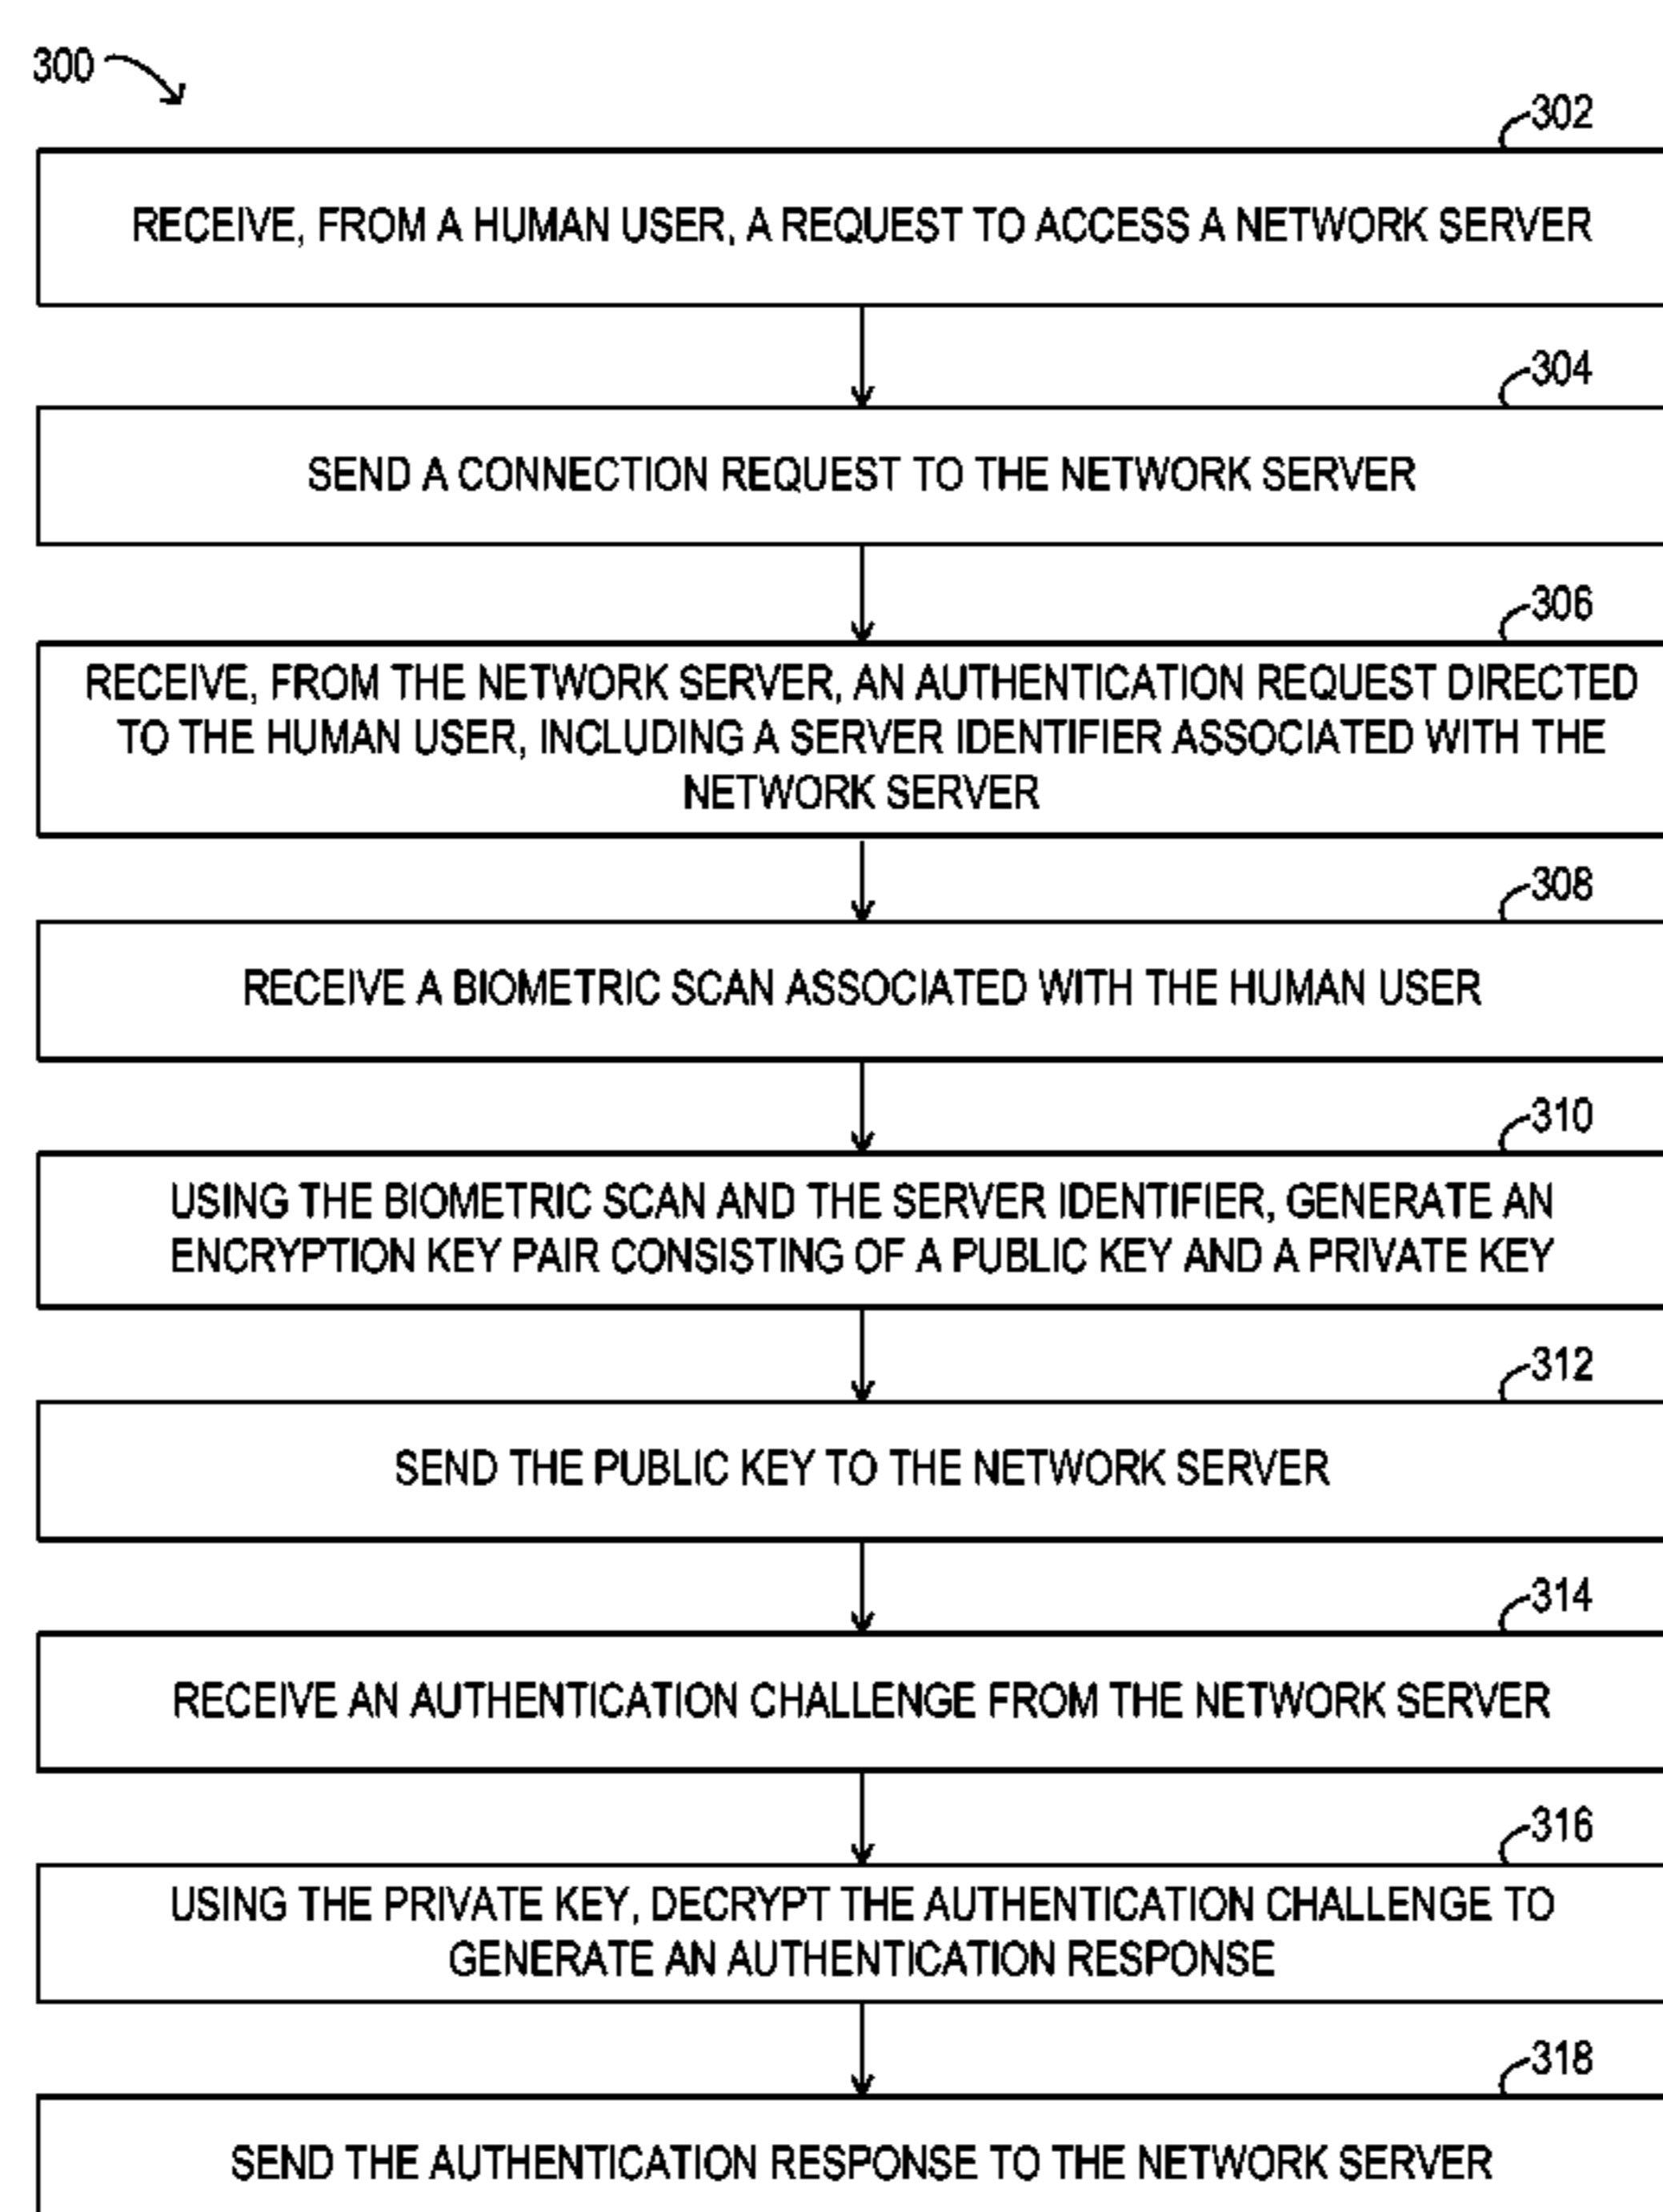 300
302
RECEIVE, FROM A HUMAN USER, A REQUEST TO ACCESS A NETWORK SERVER
304
SEND A CONNECTION REQUEST TO THE NETWORK SERVER
306
RECEIVE, FROM THE NETWORK SERVER, AN AUTHENTICATION REQUEST DIRECTED
TO THE HUMAN USER, INCLUDING A SERVER IDENTIFIER ASSOCIATED WITH THE
NETWORK SERVER
308
RECEIVE A BIOMETRIC SCAN ASSOCIATED WITH THE HUMAN USER
310
USING THE BIOMETRIC SCAN AND THE SERVER IDENTIFIER, GENERATE AN
ENCRYPTION KEY PAIR CONSISTING OF A PUBLIC KEY AND A PRIVATE KEY
312
SEND THE PUBLIC KEY TO THE NETWORK SERVER
314
RECEIVE AN AUTHENTICATION CHALLENGE FROM THE NETWORK SERVER
316
USING THE PRIVATE KEY, DECRYPT THE AUTHENTICATION CHALLENGE TO
GENERATE AN AUTHENTICATION RESPONSE
318
SEND THE AUTHENTICATION RESPONSE TO THE NETWORK SERVER